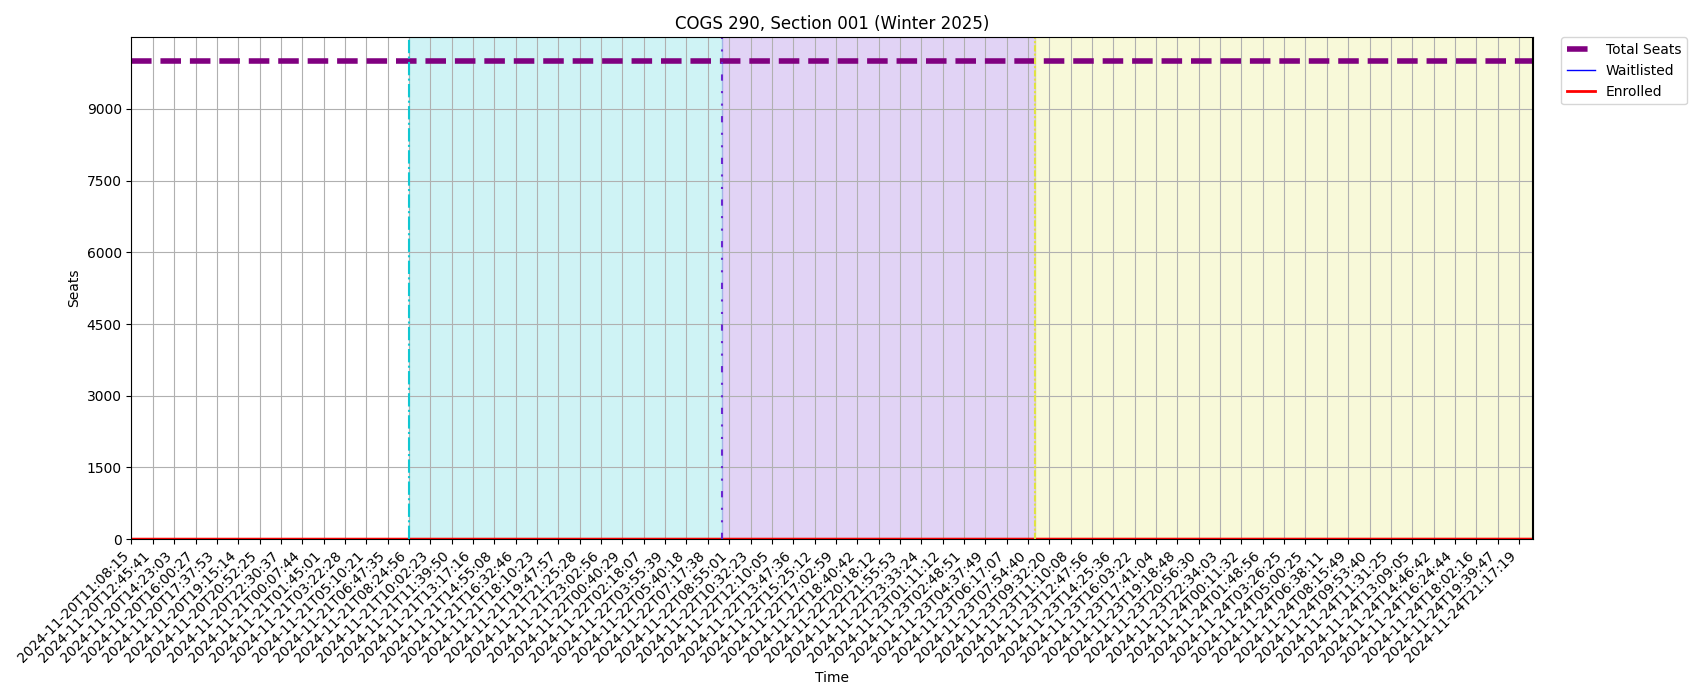 COGS 290, Section 001 (Winter 2025)
Total Seats
Waitlisted
Enrolled
Seats
9000
7500
6000
4500
3000
1500
0
2024-11-20T11:08:15
2024-11-20T12:45:41
2024-11-20T14:23:03
2024-11-20T16:00:27
2024-11-20T17:37:53
2024-11-20T19:15:14
2024-11-20T20:52:25
2024-11-20T22:30:37
2024-11-21T00:07:44
2024-11-21T01:45:01
2024-11-21T03:22:28
2024-11-21T05:10:21
2024-11-21T06:47:35
2024-11-21T08:24:56
2024-11-21T10:02:23
2024-11-21T11:39:50
2024-11-21T13:17:16
2024-11-21T14:55:08
2024-11-21T16:32:46
2024-11-21T18:10:23
2024-11-21T19:47:57
2024-11-21T21:25:28
2024-11-21T23:02:56
2024-11-22T00:40:29
2024-11-22T02:18:07
2024-11-22T03:55:39
2024-11-22T05:40:18
2024-11-22T07:17:38
2024-11-22T08:55:01
2024-11-22T10:32:23
2024-11-22T12:10:05
2024-11-22T13:47:36
2024-11-22T15:25:12
2024-11-22T17:02:59
2024-11-22T18:40:42
2024-11-22T20:18:12
2024-11-22T21:55:53
2024-11-22T23:33:24
2024-11-23T01:11:12
2024-11-23T02:48:51
2024-11-23T04:37:49
2024-11-23T06:17:07
2024-11-23T07:54:40
2024-11-23T09:32:20
2024-11-23T11:10:08
2024-11-23T12:47:56
2024-11-23T14:25:36
2024-11-23T16:03:22
2024-11-23T17:41:04
2024-11-23T19:18:48
2024-11-23T20:56:30
2024-11-23T22:34:03
2024-11-24T00:11:32
2024-11-24T01:48:56
2024-11-24T03:26:25
2024-11-24T05:00:25
2024-11-24T06:38:11
2024-11-24T08:15:49
2024-11-24T09:53:40
2024-11-24T11:31:25
2024-11-24T13:09:05
2024-11-24T14:46:42
2024-11-24T16:24:44
2024-11-24T18:02:16
2024-11-24T19:39:47
2024-11-24T21:17:19
Time